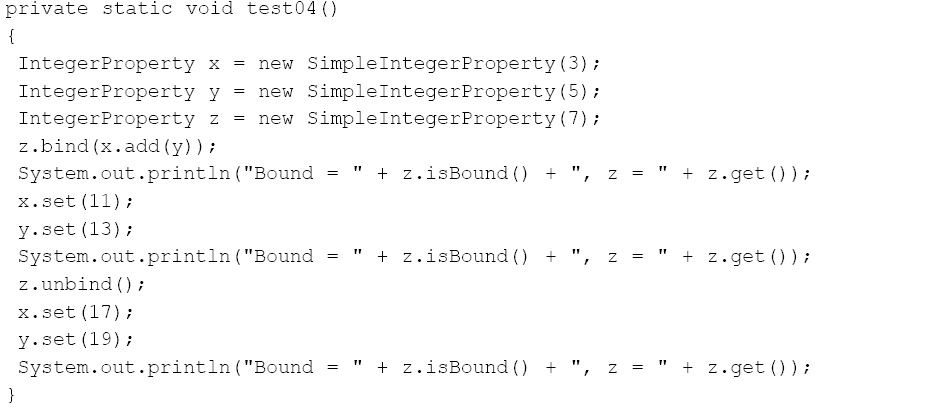 private static void test04()
{
IntegerProperty x = new SimpleIntegerProperty(3);
IntegerProperty y = new SimpleIntegerProperty(5);
IntegerProperty z = new SimpleIntegerProperty(7);
z.bind(x.add(y));
System.out.println("Bound = " + z.isBound() + ", z = " + z.get());
x.set(11);
y.set(13);
System.out.println("Bound = " + z.isBound() + ", z = " + z.get());
z.unbind();
x.set(17);
y.set(19);
System.out.println("Bound = " + z.isBound() + ", z = " + z.get());
}